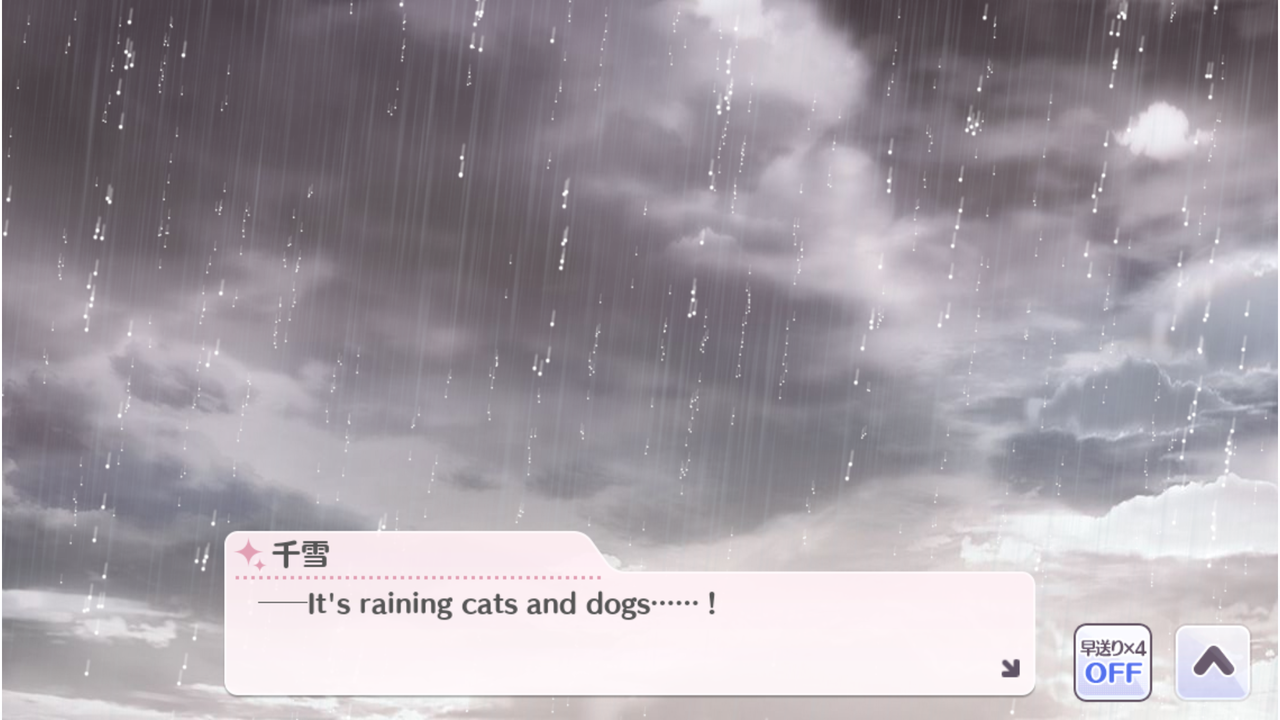 千雪
──It's raining cats and dogs……！
早送り×4
OFF